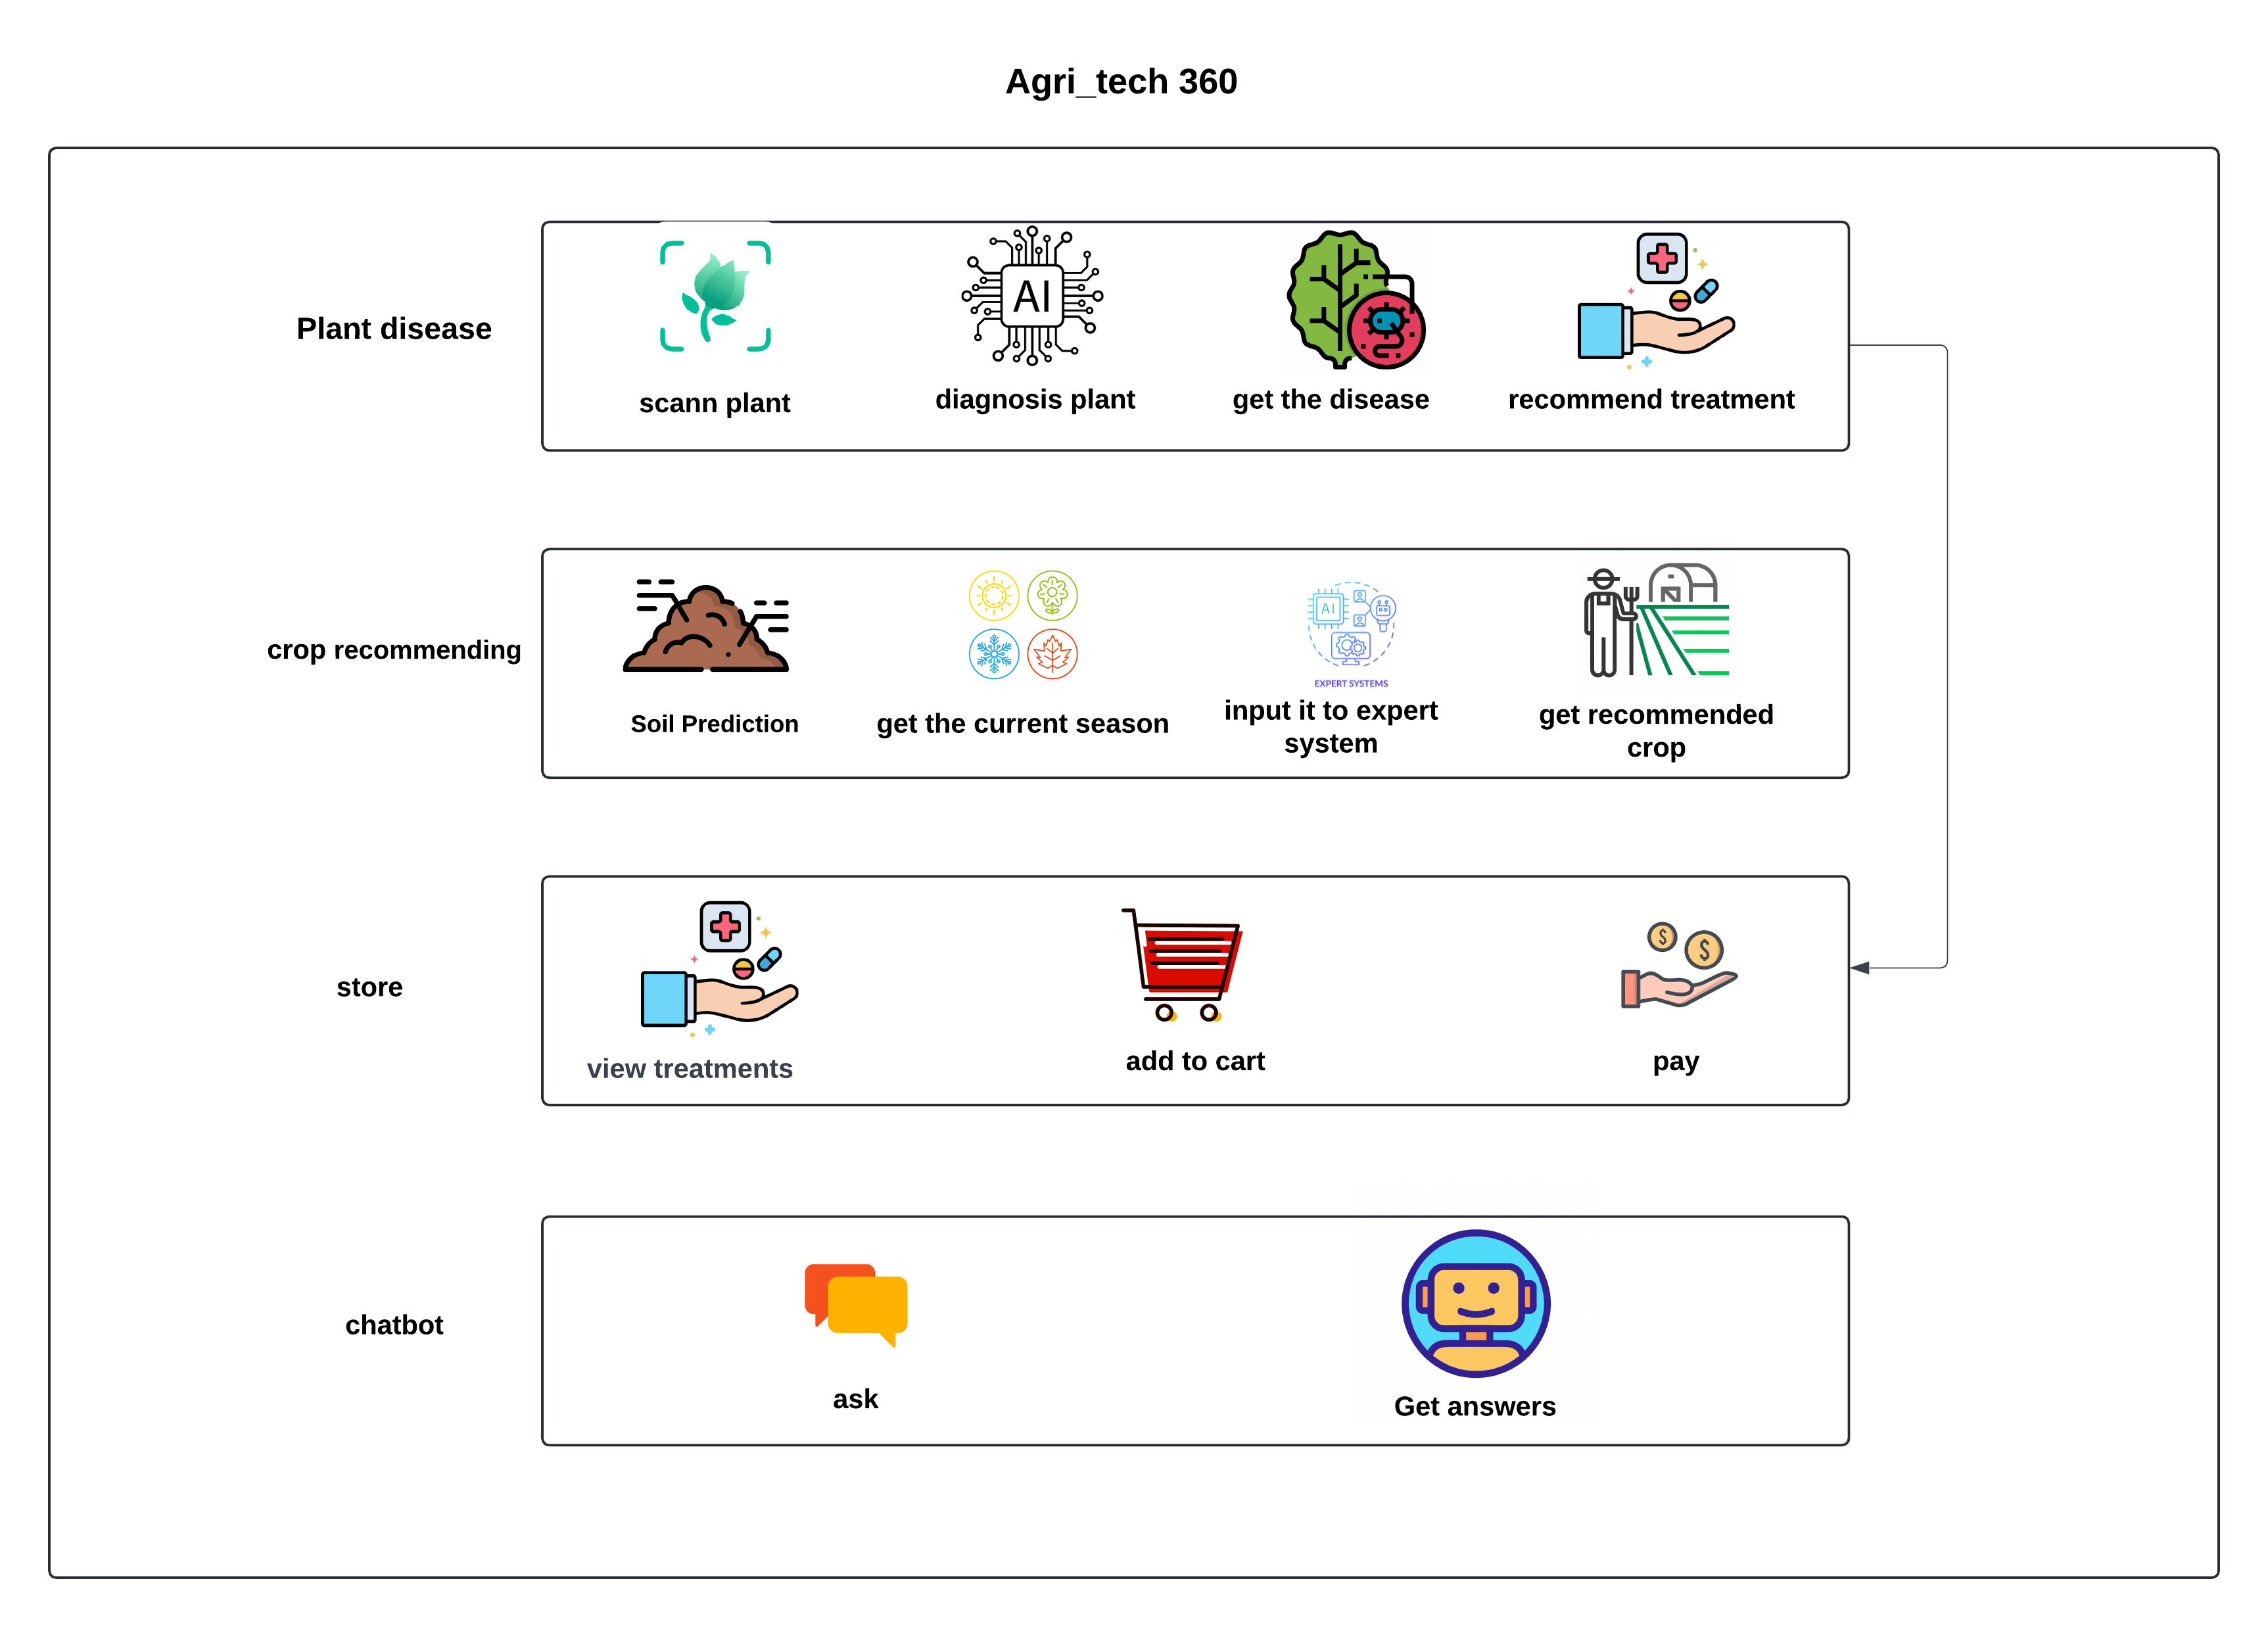 Agri_tech 360
Plant disease
AI
scann plant
diagnosis plant
get the disease
recommend treatment
crop recommending
AI
EXPERT SYSTEMS
Soil Prediction
get the current season
input it to expert
system
get recommended
crop
store
$
$
view treatments
add to cart
pay
chatbot
ask
Get answers